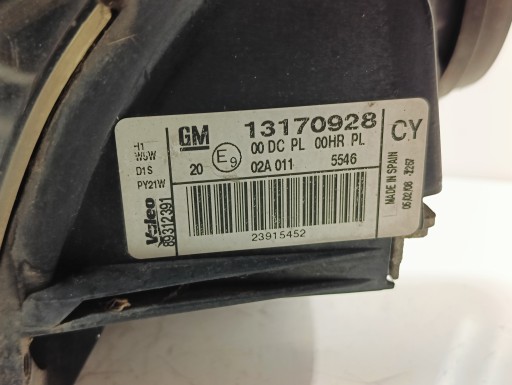 H1
W5W
D1S
PY21W
Valeo
89312391
GM 13170928
00 DC PL 00HR PL
20 E9 02A 011 5546
23915452
CY
MADE IN SPAIN